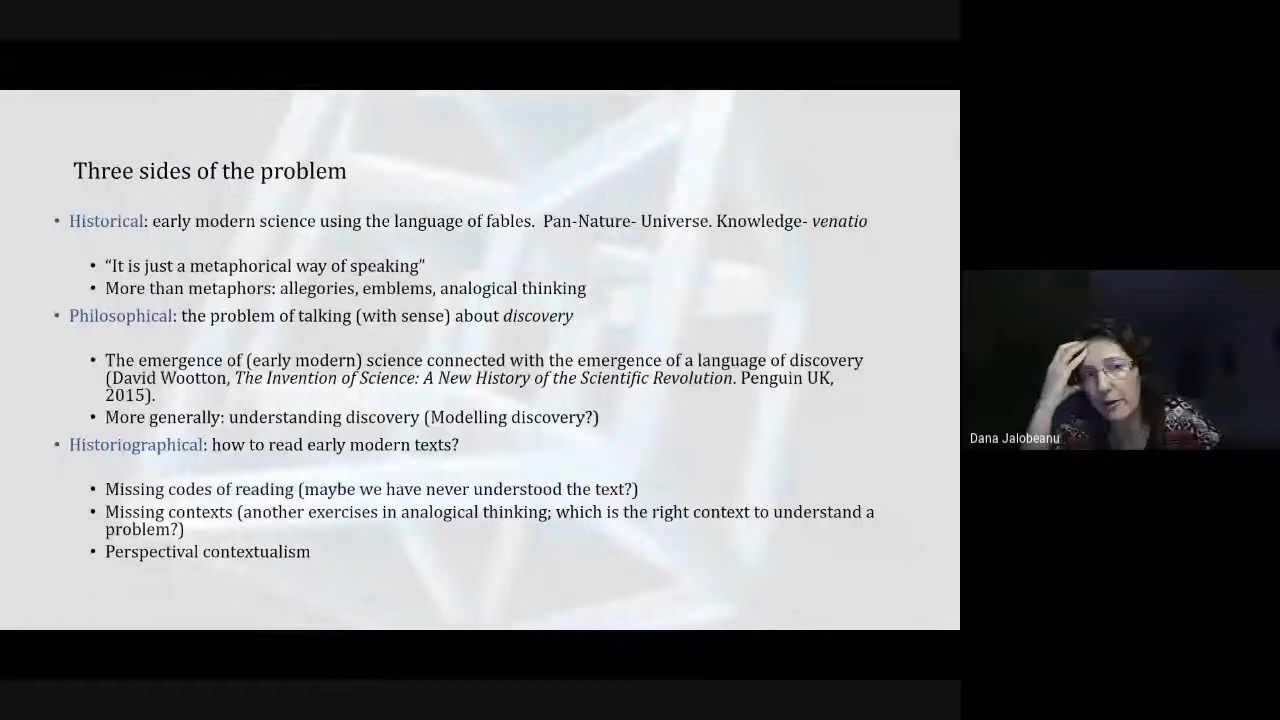 Three sides of the problem
• Historical: early modern science using the language of fables. Pan-Nature- Universe. Knowledge- venatio
• “It is just a metaphorical way of speaking”
• More than metaphors: allegories, emblems, analogical thinking
• Philosophical: the problem of talking (with sense) about discovery
• The emergence of (early modern) science connected with the emergence of a language of discovery
(David Wootton, The Invention of Science: A New History of the Scientific Revolution. Penguin UK,
2015).
• More generally: understanding discovery (Modelling discovery?)
• Historiographical: how to read early modern texts?
• Missing codes of reading (maybe we have never understood the text?)
• Missing contexts (another exercises in analogical thinking; which is the right context to understand a
problem?)
• Perspectival contextualism
Dana Jalobeanu